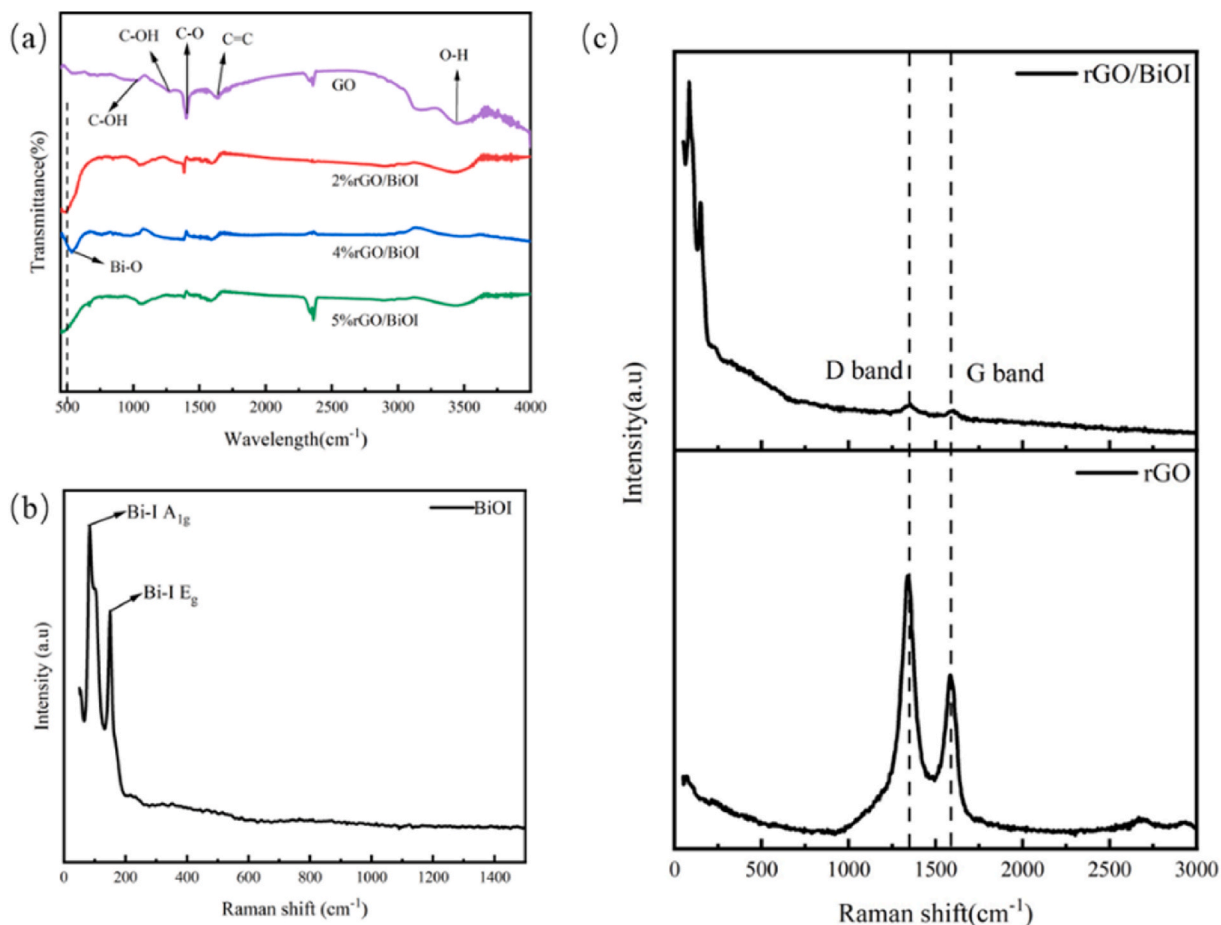 (a)
C-OH
C-O
C=C
O-H
GO
C-OH
2%rGO/BiOI
4%rGO/BiOI
Bi-O
5%rGO/BiOI
Transmittance(%)
500 1000 1500 2000 2500 3000 3500 4000
Wavelength(cm⁻¹)
(b)
BiOI
Bi-I A₁g
Bi-I Eg
Intensity (a.u)
0 200 400 600 800 1000 1200 1400
Raman shift (cm⁻¹)
(c)
rGO/BiOI
D band
G band
rGO
Intensity(a.u)
0 500 1000 1500 2000 2500 3000
Raman shift(cm⁻¹)